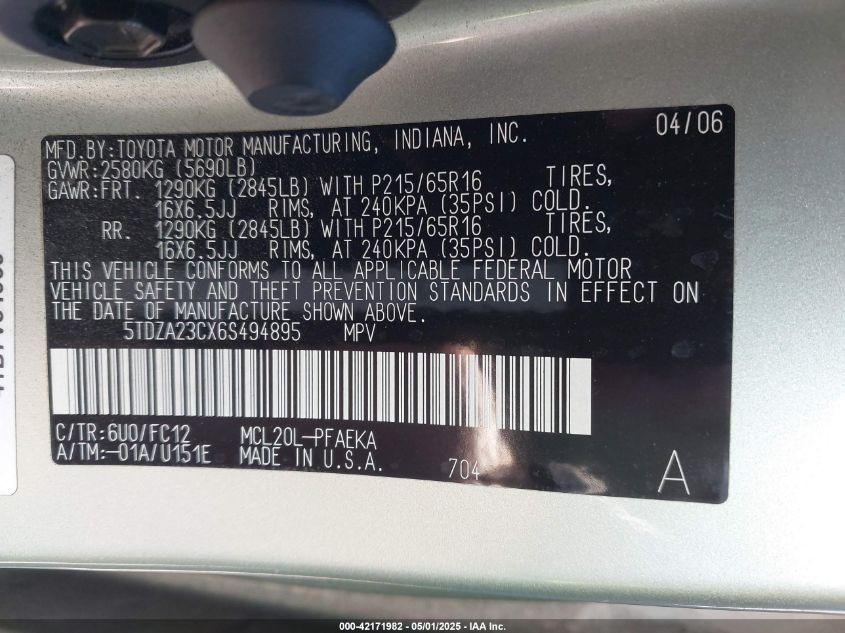 04/06
MFD.BY:TOYOTA MOTOR MANUFACTURING, INDIANA, INC.
GVWR:2580KG (5690LB)
GAWR:FRT. 1290KG (2845LB) WITH P215/65R16 TIRES,
16X6.5JJ RIMS, AT 240KPA (35PSI) COLD.
RR. 1290KG (2845LB) WITH P215/65R16 TIRES,
16X6.5JJ RIMS, AT 240KPA (35PSI) COLD.
THIS VEHICLE CONFORMS TO ALL APPLICABLE FEDERAL MOTOR
VEHICLE SAFETY AND THEFT PREVENTION STANDARDS IN EFFECT ON
THE DATE OF MANUFACTURE SHOWN ABOVE.
5TDZA23CX6S494895 MPV
C/TR:6U0/FC12 MCL20L-PFAEKA
A/TM:-01A/U151E MADE IN U.S.A. 704 A
000-42171982 - 05/01/2025 - IAA Inc.